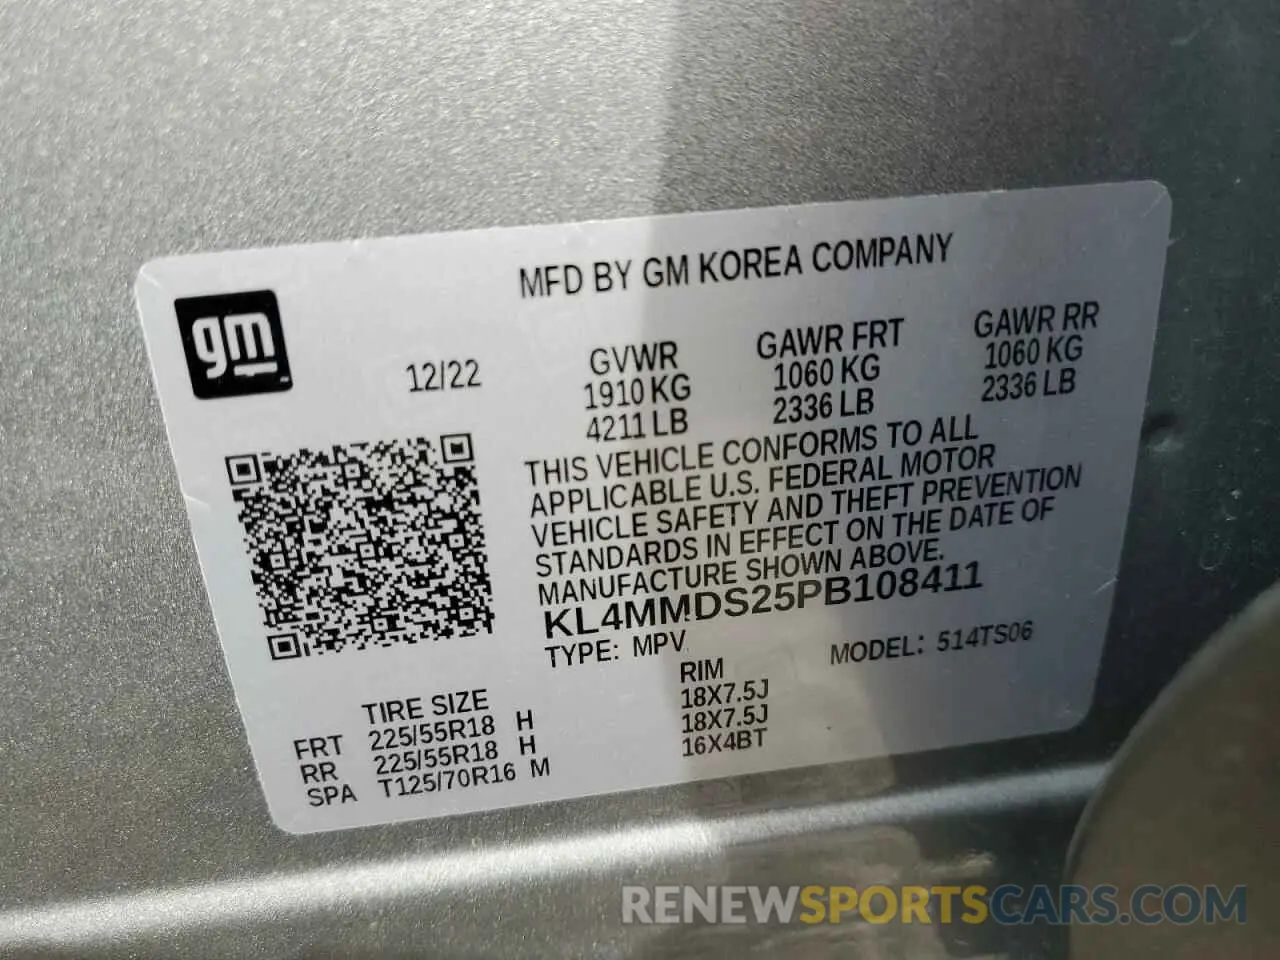 MFD BY GM KOREA COMPANY
gm
12/22
GVWR
1910 KG
4211 LB
GAWR FRT
1060 KG
2336 LB
GAWR RR
1060 KG
2336 LB
THIS VEHICLE CONFORMS TO ALL
APPLICABLE U.S. FEDERAL MOTOR
VEHICLE SAFETY AND THEFT PREVENTION
STANDARDS IN EFFECT ON THE DATE OF
MANUFACTURE SHOWN ABOVE.
KL4MMDS25PB108411
TYPE: MPV
MODEL: 514TS06
TIRE SIZE RIM
FRT 225/55R18 H 18X7.5J
RR 225/55R18 H 18X7.5J
SPA T125/70R16 M 16X4BT
RENEWSPORTSCARS.COM